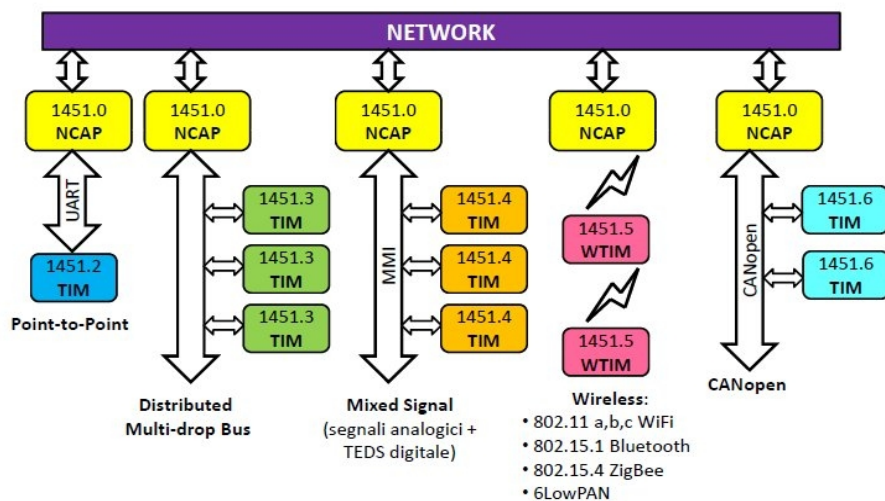 NETWORK
1451.0
NCAP
1451.0
NCAP
1451.0
NCAP
1451.0
NCAP
1451.0
NCAP
UART
1451.2
TIM
Point-to-Point
1451.3
TIM
1451.3
TIM
1451.3
TIM
Distributed
Multi-drop Bus
MMI
1451.4
TIM
1451.4
TIM
1451.4
TIM
Mixed Signal
(segnali analogici +
TEDS digitale)
1451.5
WTIM
1451.5
WTIM
Wireless:
• 802.11 a,b,c WiFi
• 802.15.1 Bluetooth
• 802.15.4 ZigBee
• 6LowPAN
CANopen
1451.6
TIM
1451.6
TIM
CANopen